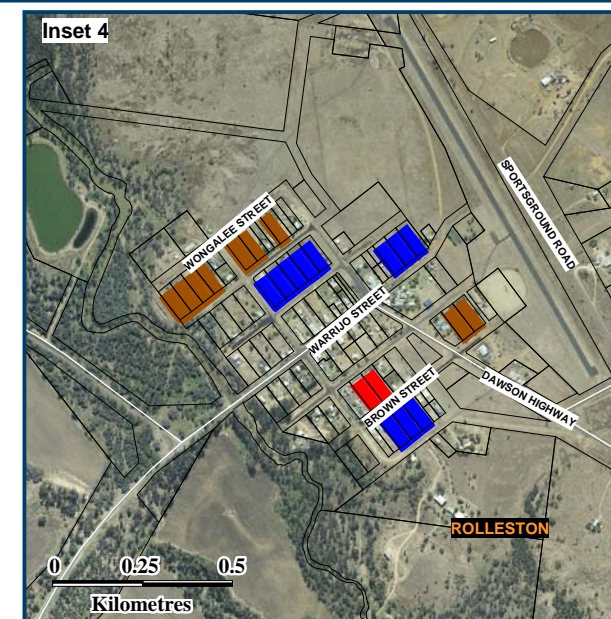 Inset 4
SPORTSGROUND ROAD
WONGALEE STREET
WARRIJO STREET
BROWN STREET
DAWSON HIGHWAY
ROLLESTON
0 0.25 0.5
Kilometres